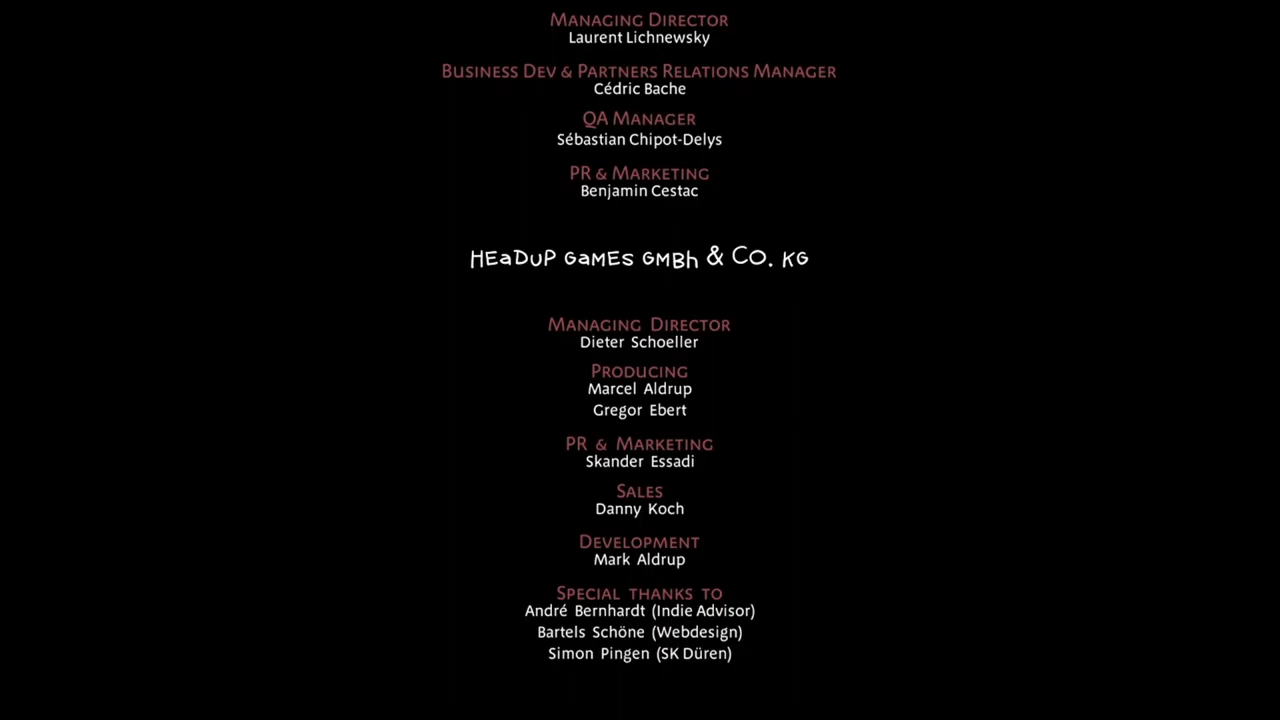 Managing Director
Laurent Lichnewsky
Business Dev & Partners Relations Manager
Cédric Bache
QA Manager
Sébastian Chipot-Delys
PR & Marketing
Benjamin Cestac
HEaDUP GaMES GMBh & CO. KG
Managing Director
Dieter Schoeller
Producing
Marcel Aldrup
Gregor Ebert
PR & Marketing
Skander Essadi
Sales
Danny Koch
Development
Mark Aldrup
Special thanks to
André Bernhardt (Indie Advisor)
Bartels Schöne (Webdesign)
Simon Pingen (SK Düren)